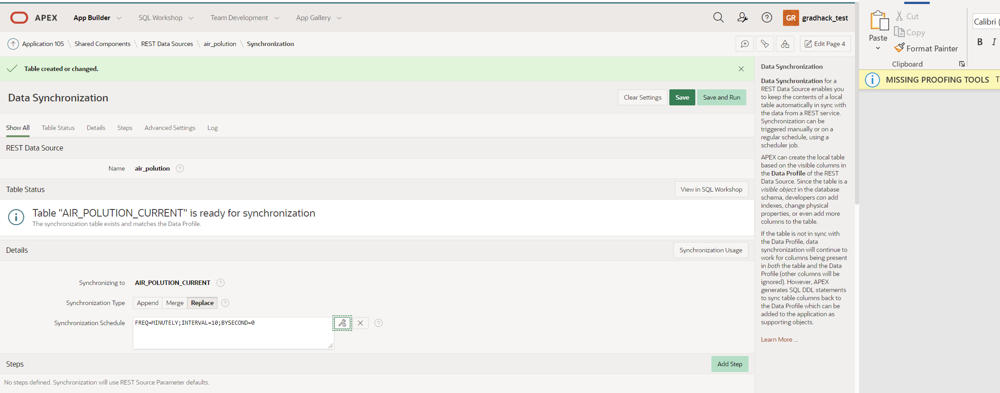 APEX App Builder SQL Workshop Team Development App Gallery GR gradhack_test
Application 105 \ Shared Components \ REST Data Sources \ air_polution \ Synchronization Edit Page 4
Table created or changed.
Data Synchronization Clear Settings Save Save and Run
Show All Table Status Details Steps Advanced Settings Log
REST Data Source
Name air_polution ?
Table Status View in SQL Workshop
Table "AIR_POLUTION_CURRENT" is ready for synchronization
The synchronization table exists and matches the Data Profile.
Details Synchronization Usage
Synchronizing to AIR_POLUTION_CURRENT ?
Synchronization Type Append Merge Replace ?
Synchronization Schedule FREQ=MINUTELY;INTERVAL=10;BYSECOND=0 ?
Steps Add Step
No steps defined. Synchronization will use REST Source Parameter defaults.
Data Synchronization
Data Synchronization for a
REST Data Source enables you
to keep the contents of a local
table automatically in sync with
the data from a REST service.
Synchronization can be
triggered manually or on a
regular schedule, using a
scheduler job.
APEX can create the local table
based on the visible columns in
the Data Profile of the REST
Data Source. Since the table is a
visible object in the database
schema, developers can add
indexes, change physical
properties, or even add more
columns to the table.
If the table is not in sync with
the Data Profile, data
synchronization will continue to
work for columns being present
in both the table and the Data
Profile (other columns will be
ignored). However, APEX
generates SQL DDL statements
to sync table columns back to
the Data Profile which can be
added to the application as
supporting objects.
Learn More ...
Paste
Cut
Copy
Format Painter
Clipboard
Calibri (
B I
MISSING PROOFING TOOLS T